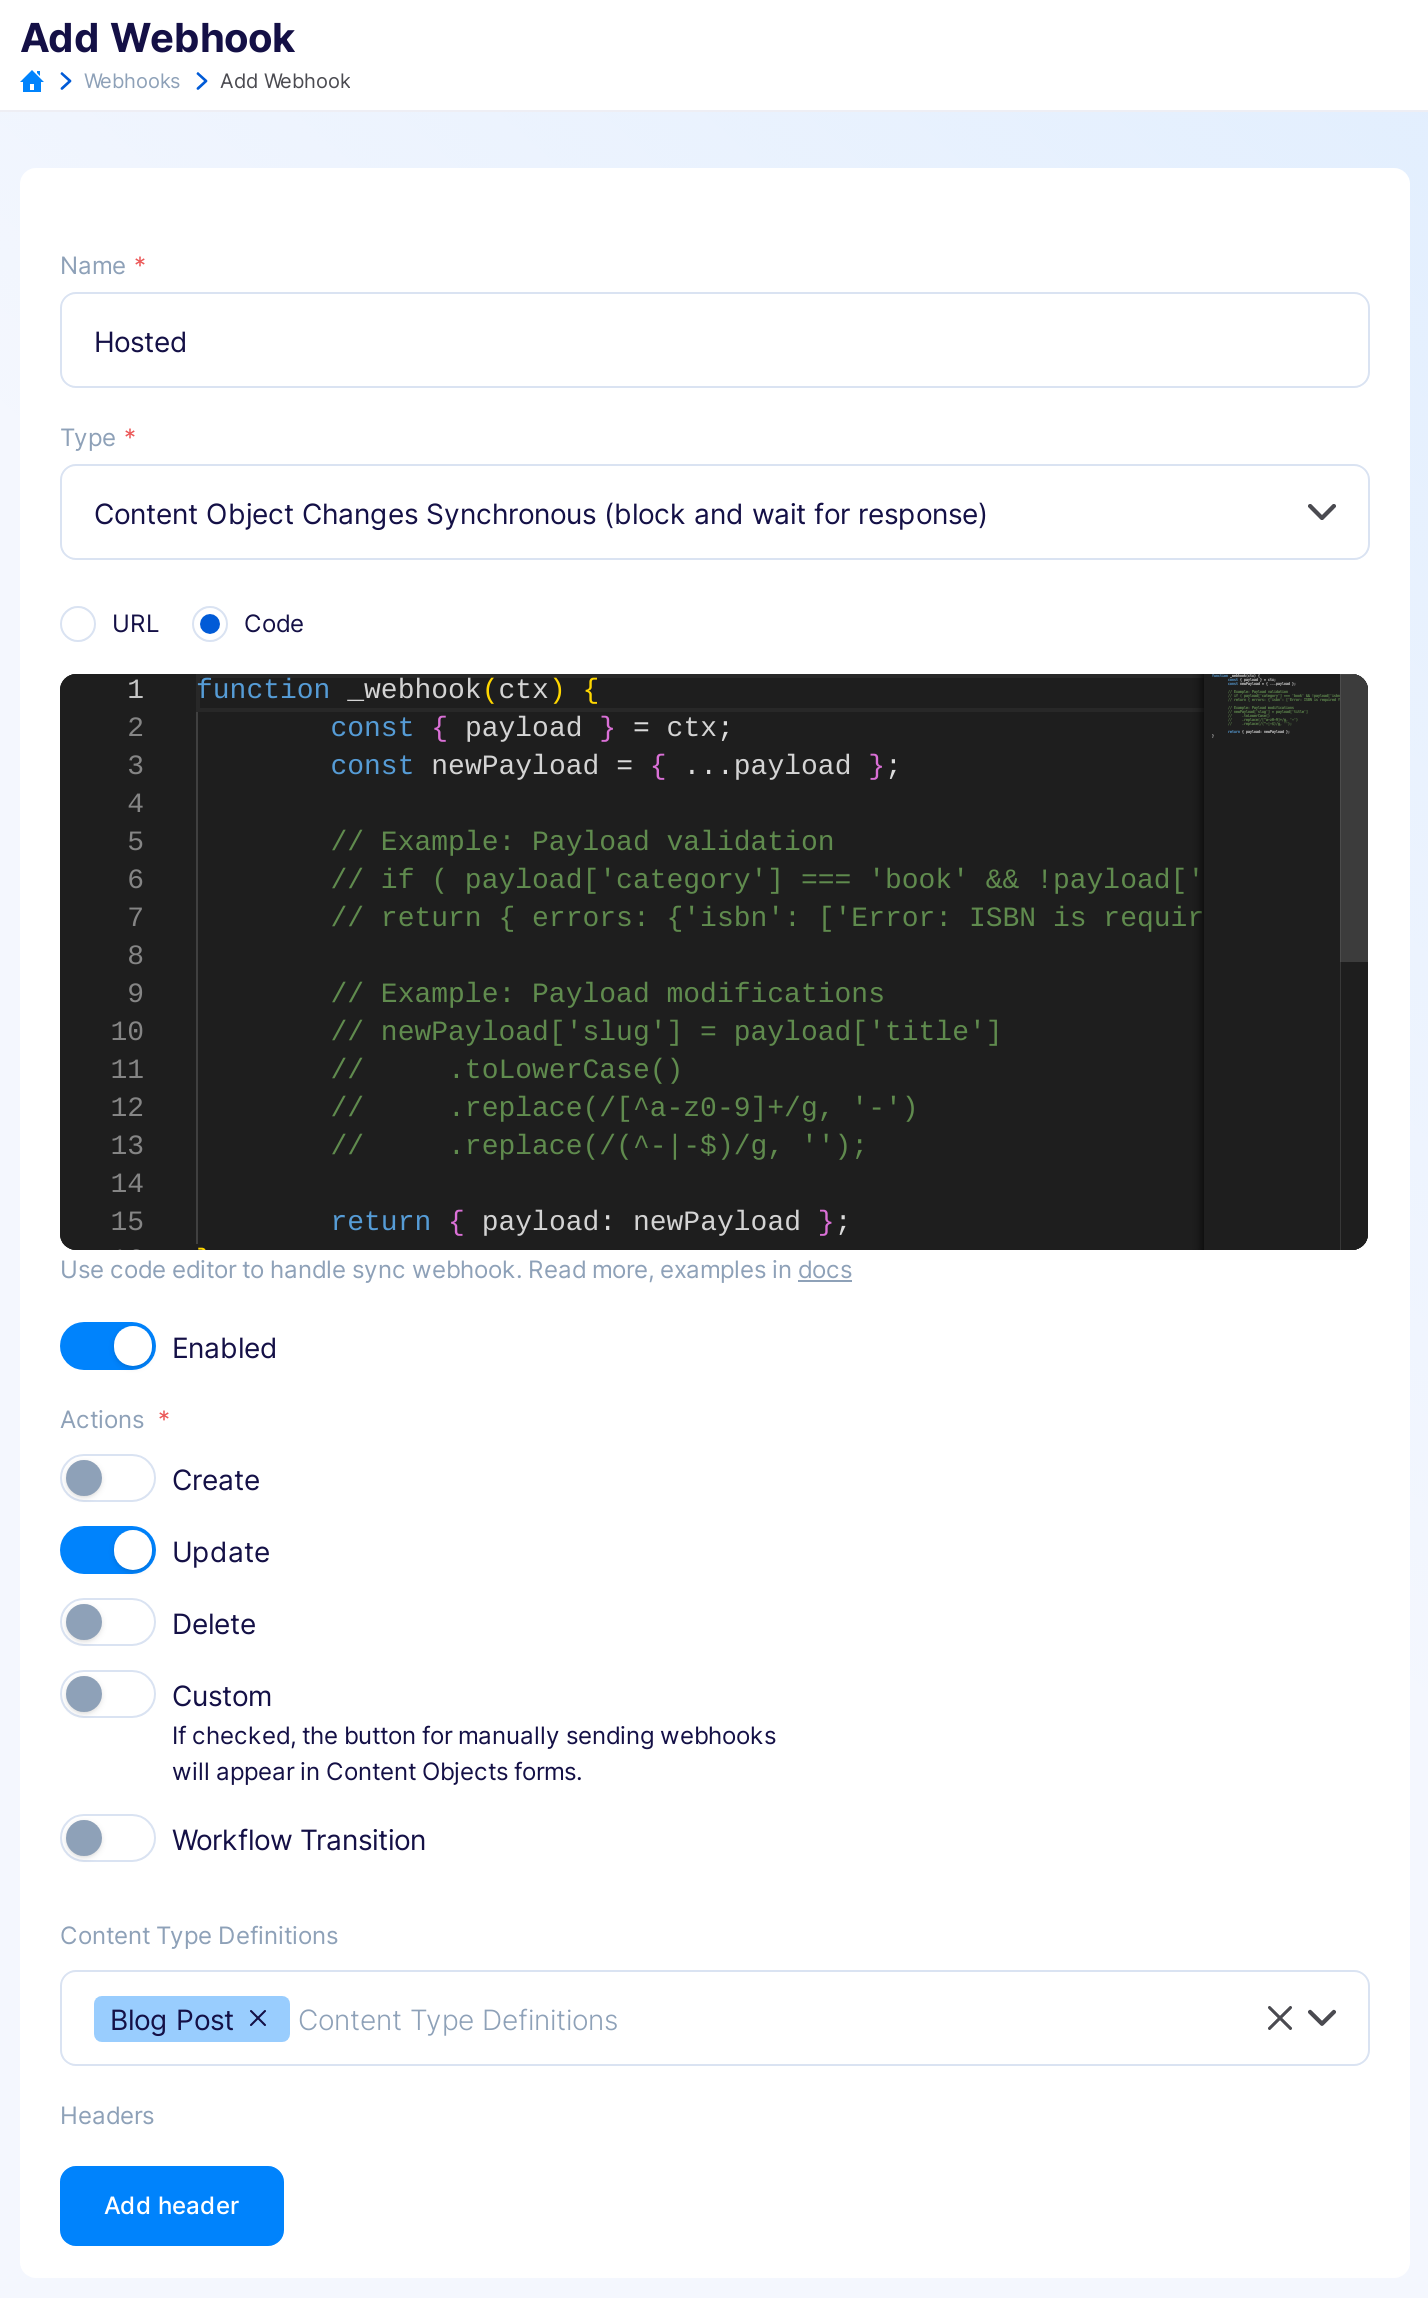 Add Webhook
Webhooks Add Webhook
Name *
Hosted
Type *
Content Object Changes Synchronous (block and wait for response)
URL Code
1 function _webhook(ctx) {
2 const { payload } = ctx;
3 const newPayload = { ...payload };
4
5 // Example: Payload validation
6 // if ( payload['category'] === 'book' && !payload['
7 // return { errors: {'isbn': ['Error: ISBN is requir
8
9 // Example: Payload modifications
10 // newPayload['slug'] = payload['title']
11 //     .toLowerCase()
12 //     .replace(/[^a-z0-9]+/g, '-')
13 //     .replace(/(^-|-$)/g, '');
14
15 return { payload: newPayload };
Use code editor to handle sync webhook. Read more, examples in docs
Enabled
Actions *
Create
Update
Delete
Custom
If checked, the button for manually sending webhooks
will appear in Content Objects forms.
Workflow Transition
Content Type Definitions
Blog Post Content Type Definitions
Headers
Add header